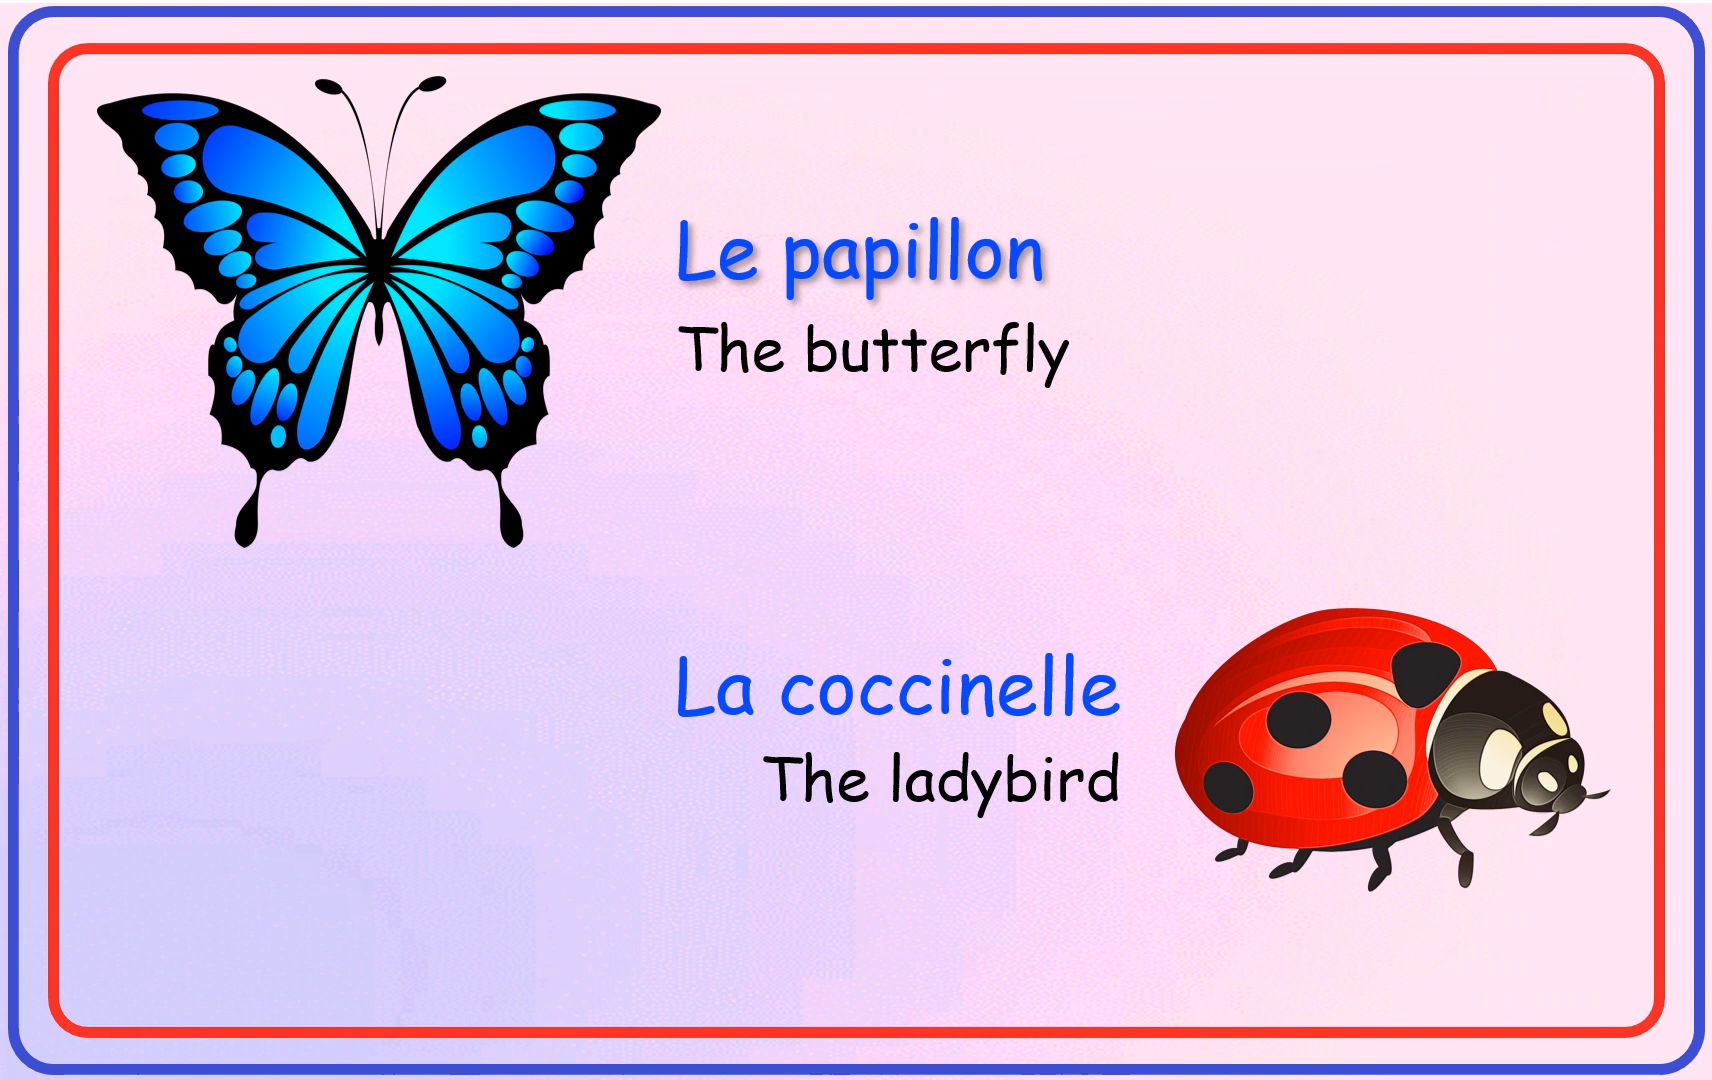 Le papillon
The butterfly
La coccinelle
The ladybird